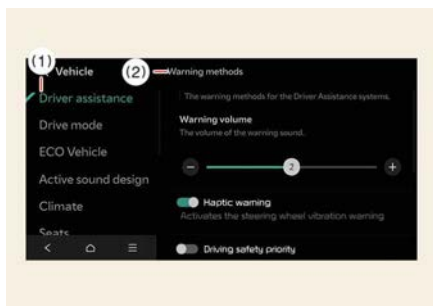 (1)
Vehicle
(2)
Warning methods
Driver assistance
The warning methods for the Driver Assistance systems.
Drive mode
Warning volume
The volume of the warning sound.
ECO Vehicle
2
Active sound design
Climate
Haptic warning
Activates the steering wheel vibration warning
Seats
Driving safety priority